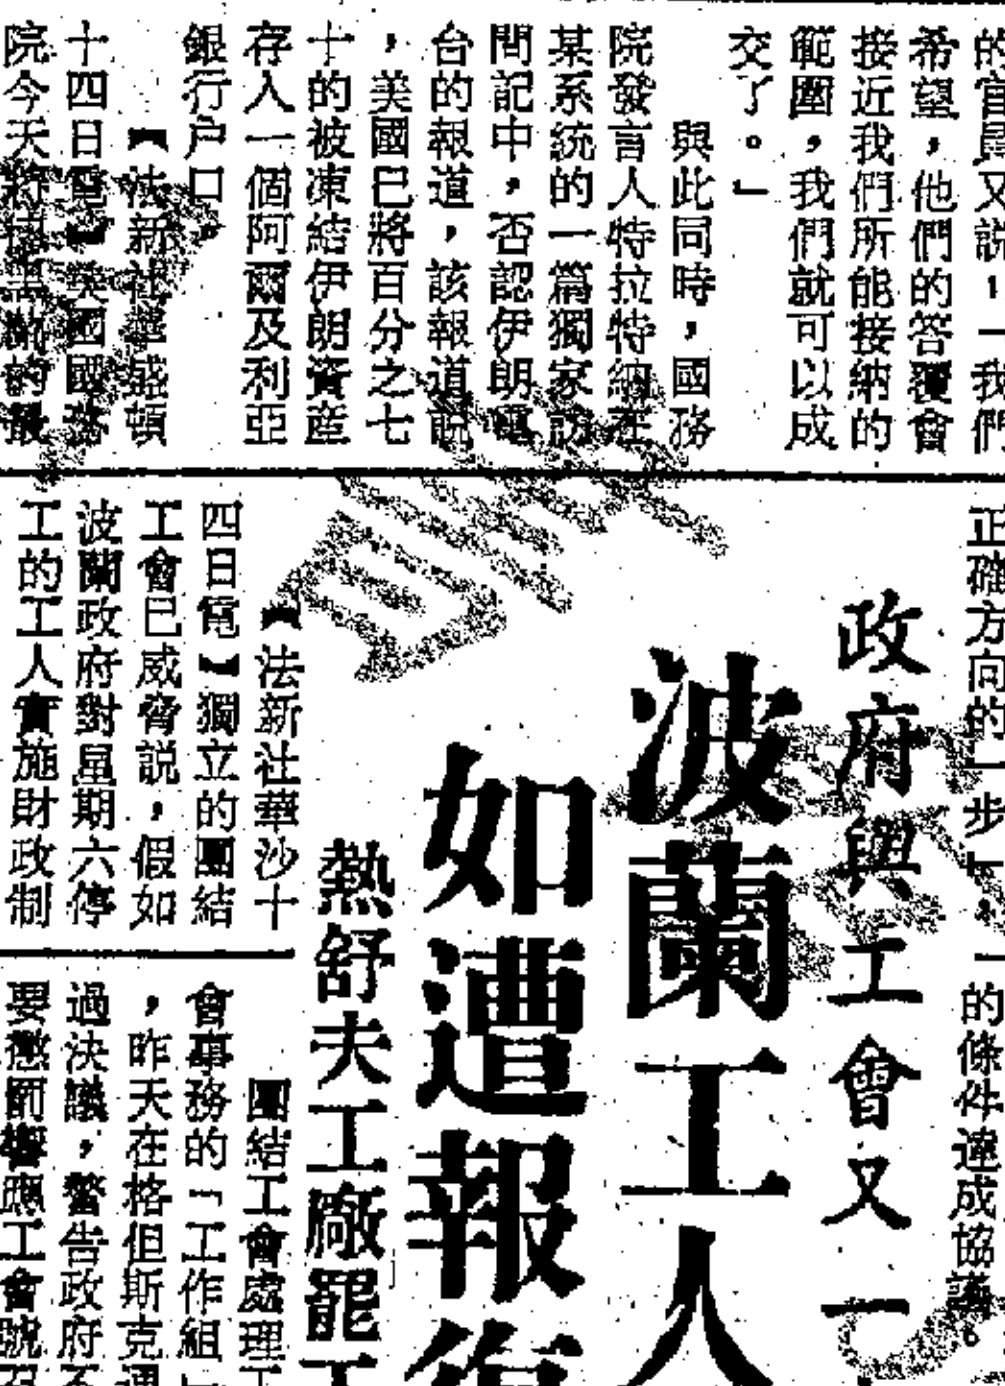 的官員又説，「我們
希望，他們的答覆會
接近我們所能接納的
範圍，我們就可以成
交了。」
與此同時，國務
院發言人特拉特納在
某系統的一篇獨家訪
問記中，否認伊朗電
台的報道，該報道説
，美國已將百分之七
十的被凍結伊朗資産
存入一個阿爾及利亞
銀行户口。
【法新社華盛頓
十四日電】美國國務
院今天將的最
正確方向的一步」，
的條件達成協議。
政府與工會又一
波蘭工人
如遭報復
熱舒夫工廠罷工
【法新社華沙十
四日電】獨立的團結
工會已威脅説，假如
波蘭政府對星期六停
工的工人實施財政制
團結工會處理工
會事務的「工作組」
，昨天在格但斯克通
過決議，警告政府不
要懲罰響應工會號召